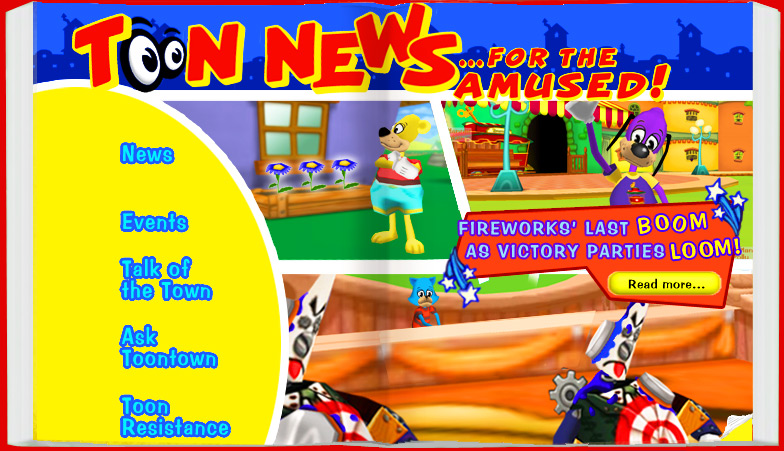 TOON NEWS
...FOR THE
AMUSED!
News
Events
Talk of
the Town
Ask
Toontown
Toon
Resistance
FIREWORKS' LAST BOOM
AS VICTORY PARTIES LOOM!
Read more...